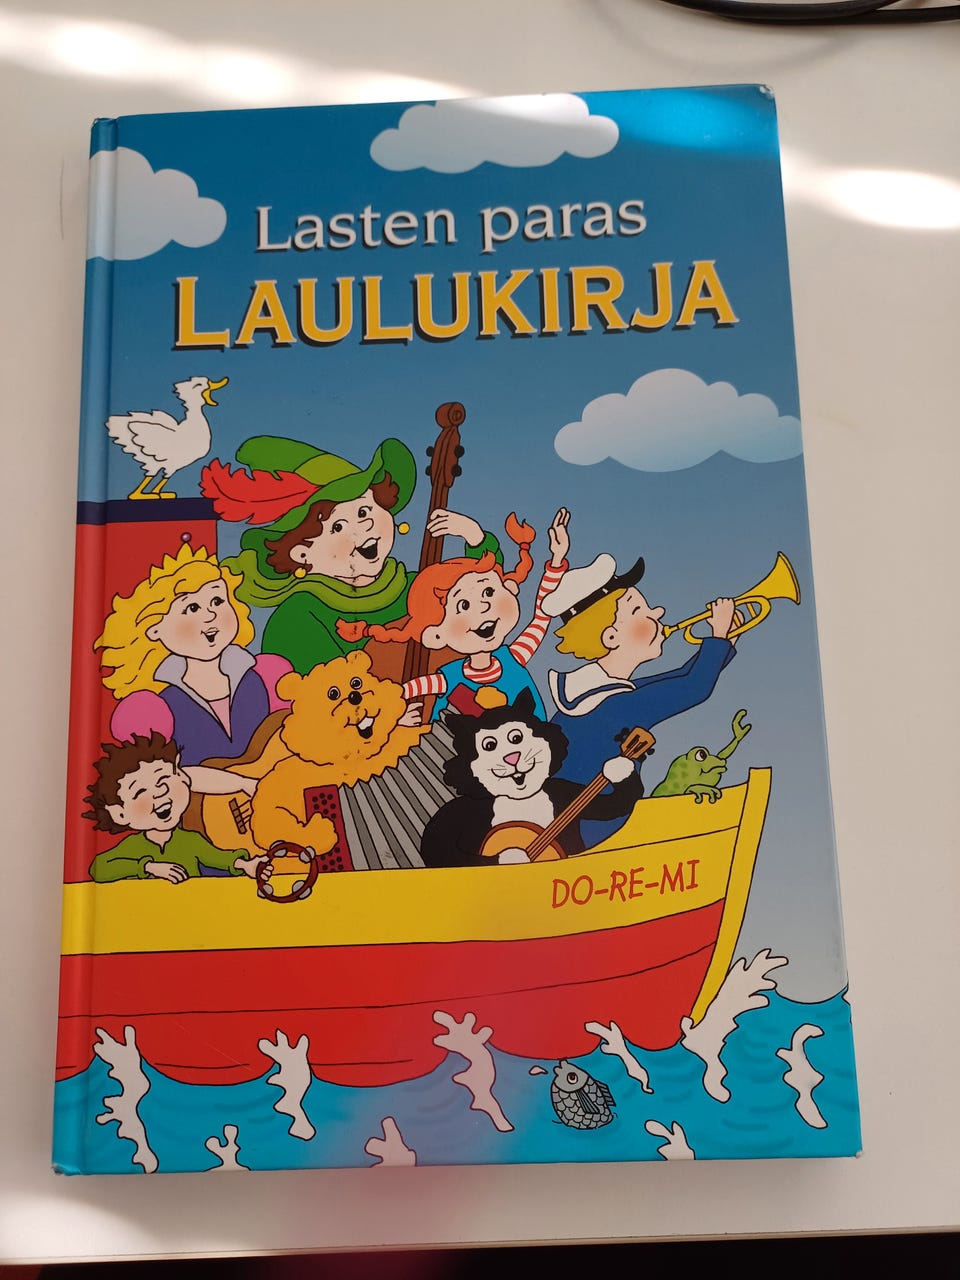 Lasten paras
LAULUKIRJA
DO-RE-MI